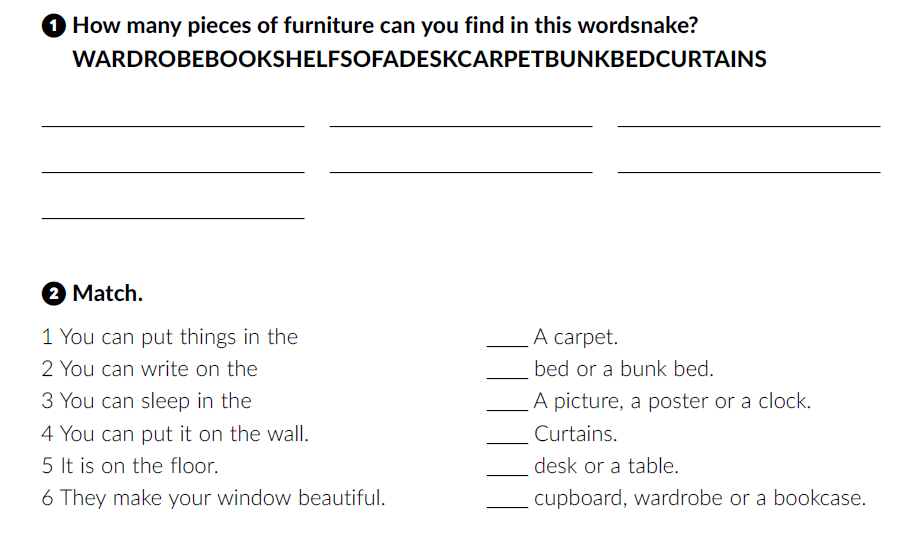 1 How many pieces of furniture can you find in this wordsnake?
WARDROBEBOOKSHELFSOFADESKCARPETBUNKBEDCURTAINS
2 Match.
1 You can put things in the
2 You can write on the
3 You can sleep in the
4 You can put it on the wall.
5 It is on the floor.
6 They make your window beautiful.
____ A carpet.
____ bed or a bunk bed.
____ A picture, a poster or a clock.
____ Curtains.
____ desk or a table.
____ cupboard, wardrobe or a bookcase.